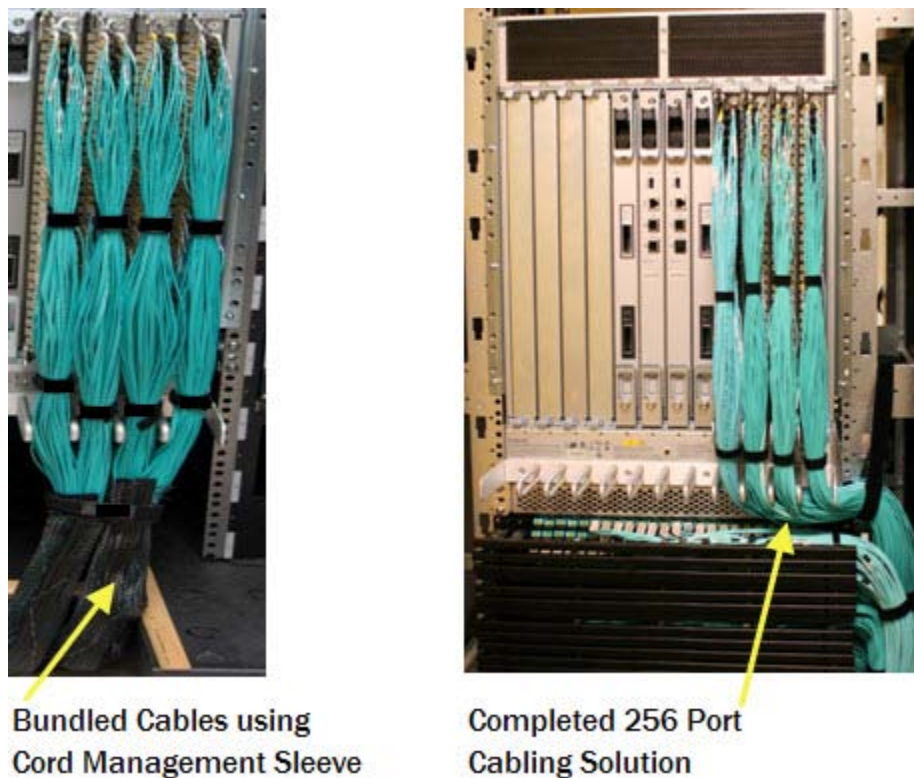 Bundled Cables using
Cord Management Sleeve
Completed 256 Port
Cabling Solution